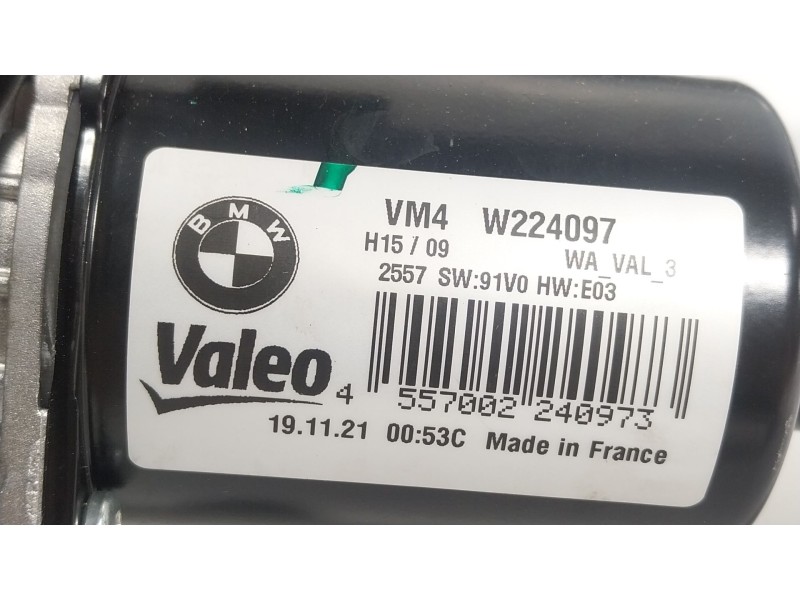 BMW
VM4 W224097
H15 / 09 WA_VAL_3
2557 SW:91V0 HW:E03
Valeo
4 557002 240973
19.11.21 00:53C Made in France